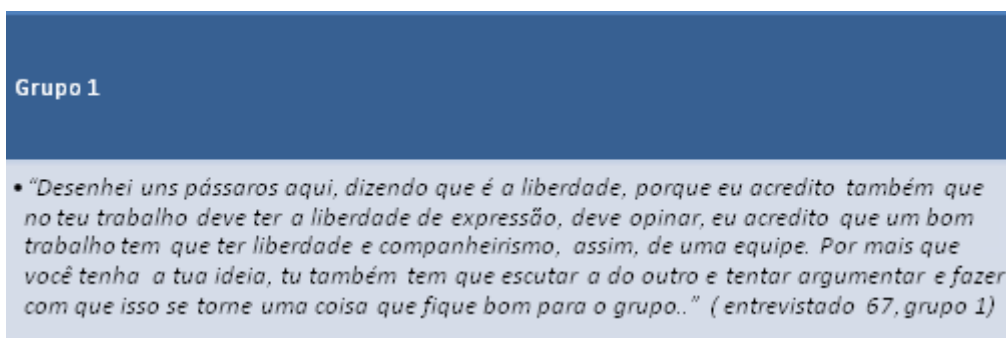 Grupo 1
• “Desenhei uns pássaros aqui, dizendo que é a liberdade, porque eu acredito também que
no teu trabalho deve ter a liberdade de expressão, deve opinar, eu acredito que um bom
trabalho tem que ter liberdade e companheirismo, assim, de uma equipe. Por mais que
você tenha a tua ideia, tu também tem que escutar a do outro e tentar argumentar e fazer
com que isso se torne uma coisa que fique bom para o grupo..” ( entrevistado 67, grupo 1)